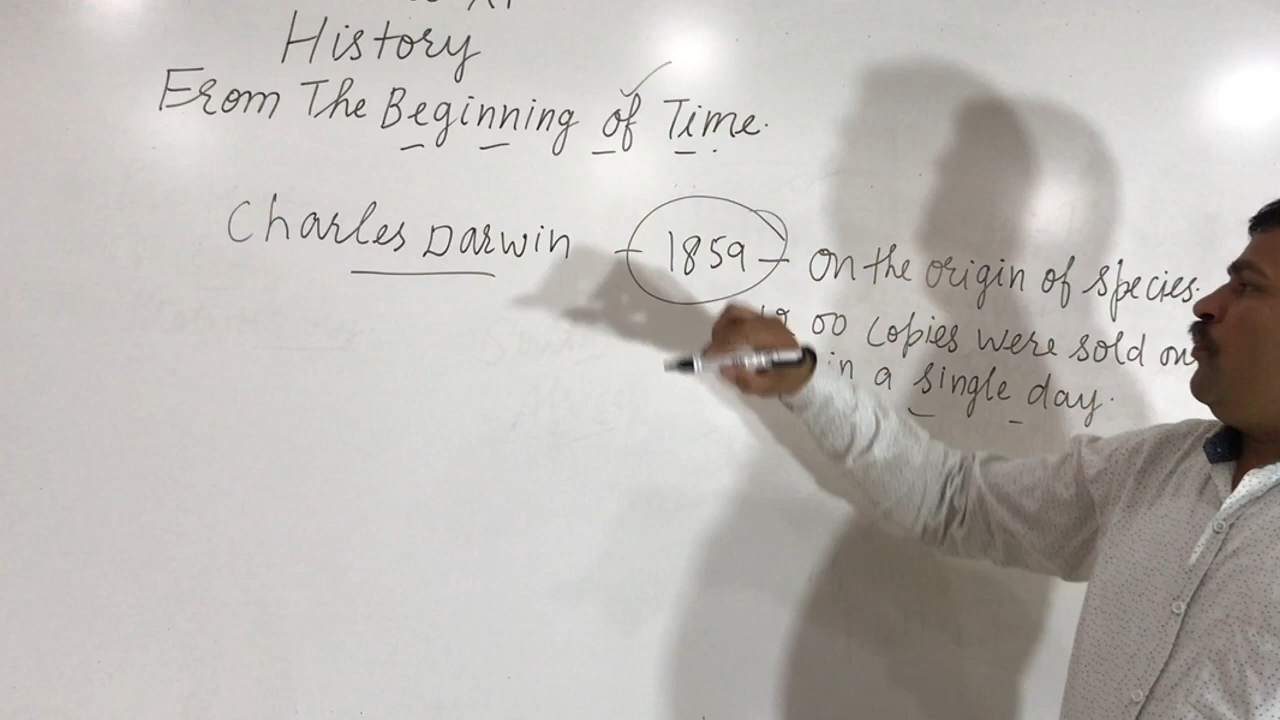 XI
History
From The Beginning of Time.
Charles Darwin - 1859 - On the origin of species.
00 copies were sold on
in a single day.